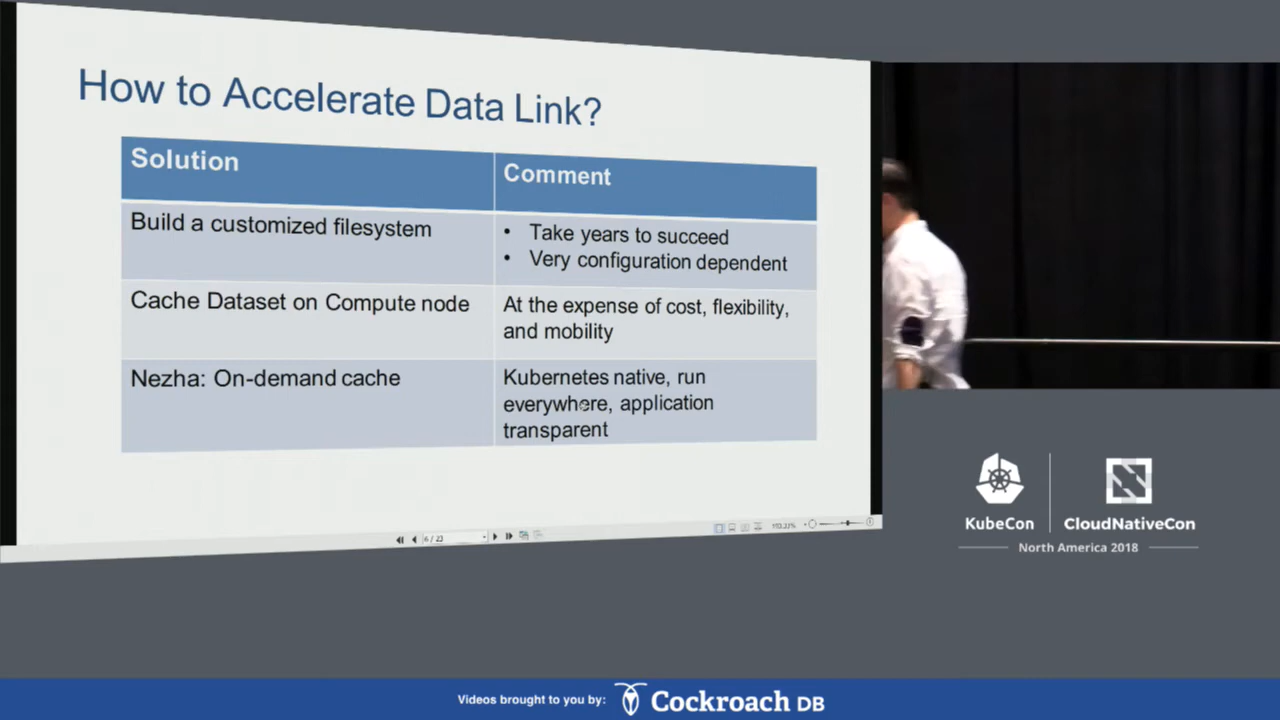 How to Accelerate Data Link?
Solution
Comment
Build a customized filesystem
• Take years to succeed
• Very configuration dependent
Cache Dataset on Compute node
At the expense of cost, flexibility,
and mobility
Nezha: On-demand cache
Kubernetes native, run
everywhere, application
transparent
6 / 23
KubeCon
CloudNativeCon
North America 2018
Videos brought to you by:
Cockroach DB